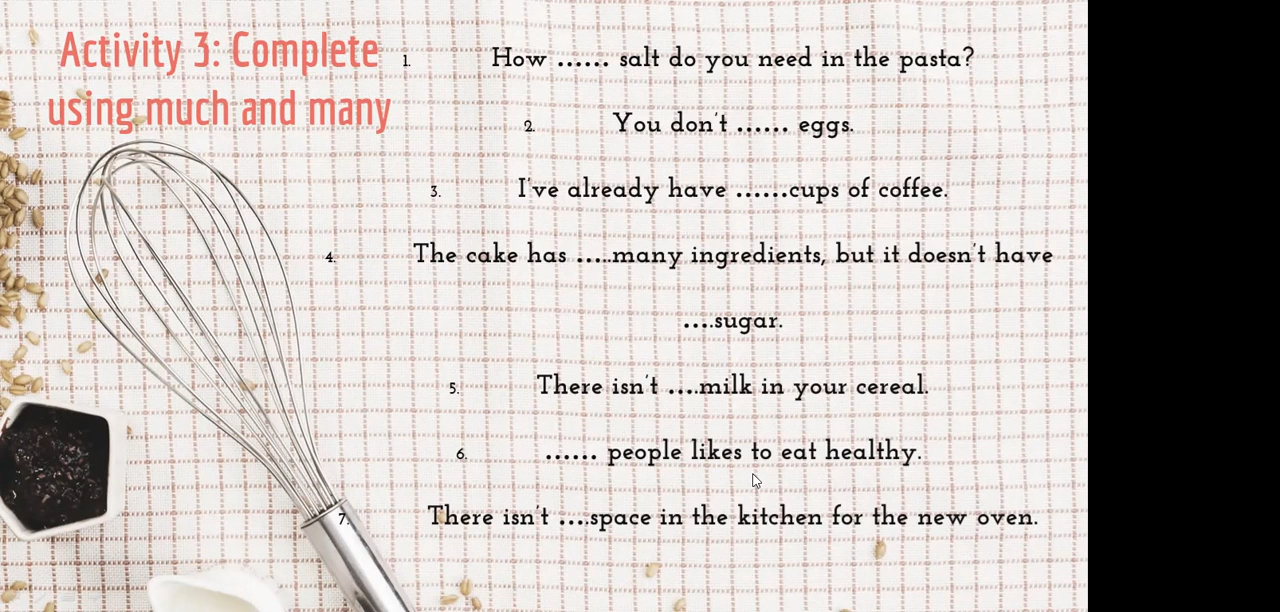 Activity 3: Complete
using much and many
1. How ...... salt do you need in the pasta?
2. You don't ...... eggs.
3. I've already have ......cups of coffee.
4. The cake has .....many ingredients, but it doesn't have
....sugar.
5. There isn't ....milk in your cereal.
6. ...... people likes to eat healthy.
7. There isn't ....space in the kitchen for the new oven.